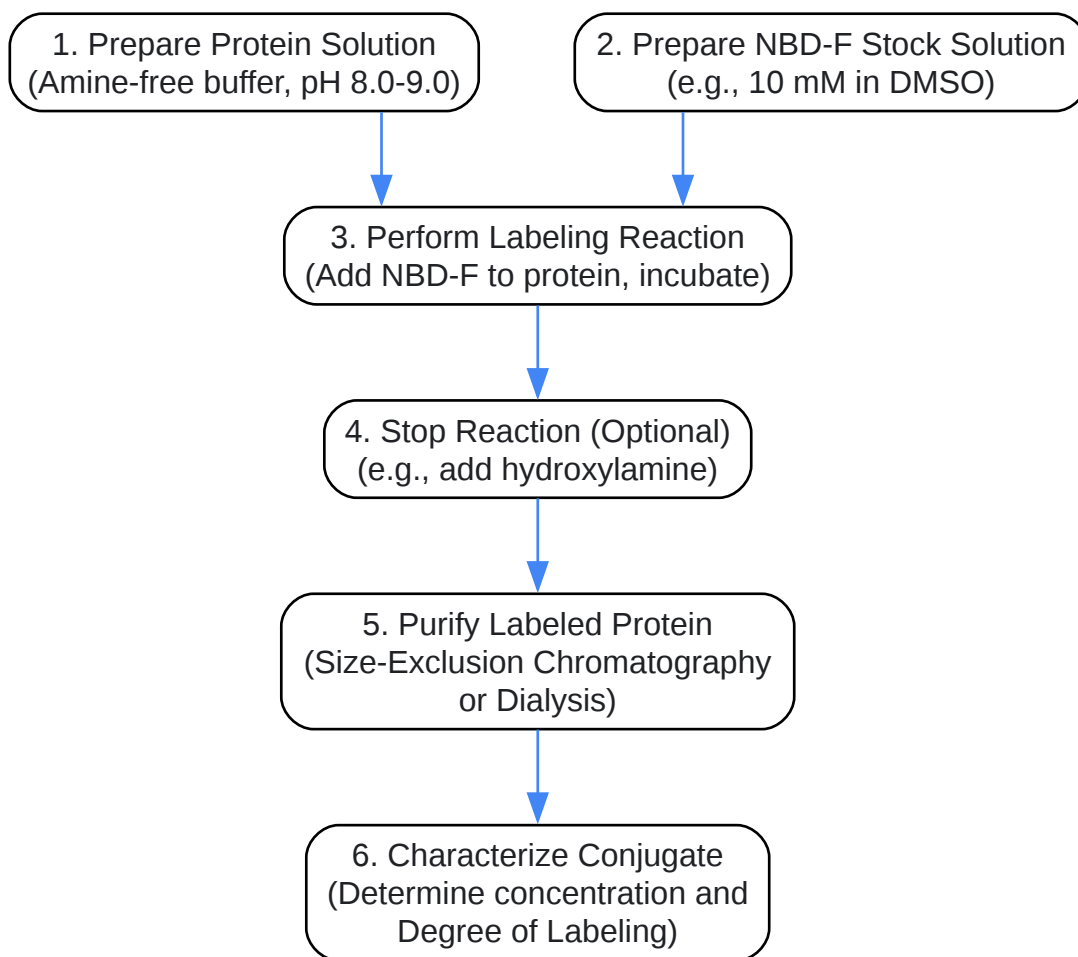 1. Prepare Protein Solution
(Amine-free buffer, pH 8.0-9.0)
2. Prepare NBD-F Stock Solution
(e.g., 10 mM in DMSO)
3. Perform Labeling Reaction
(Add NBD-F to protein, incubate)
4. Stop Reaction (Optional)
(e.g., add hydroxylamine)
5. Purify Labeled Protein
(Size-Exclusion Chromatography
or Dialysis)
6. Characterize Conjugate
(Determine concentration and
Degree of Labeling)